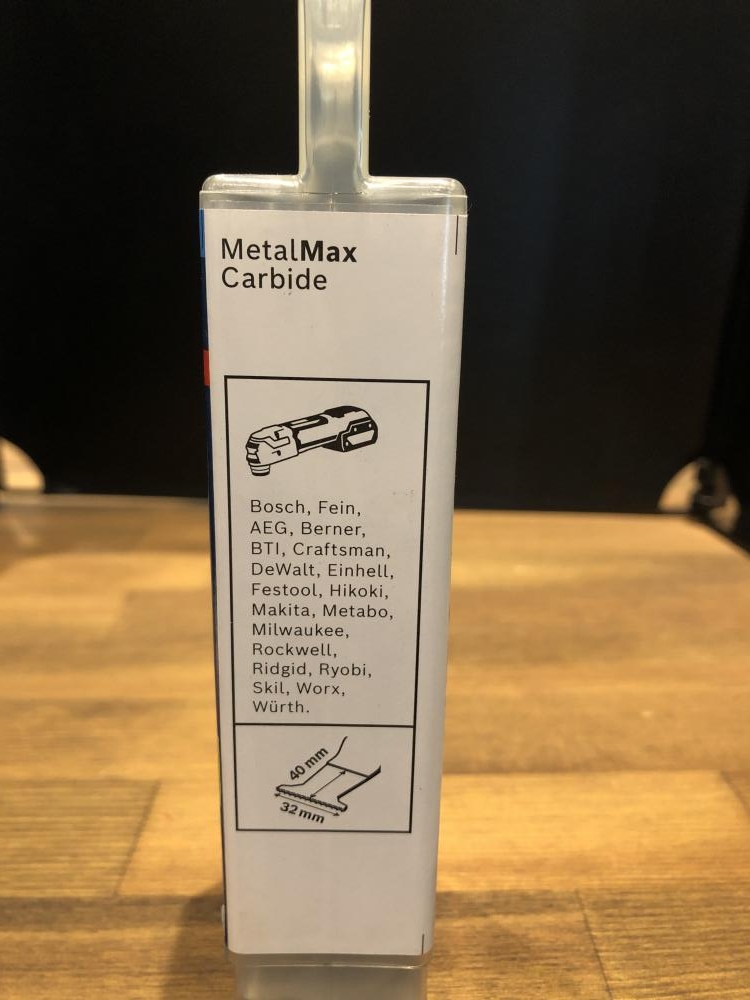 MetalMax
Carbide
Bosch, Fein,
AEG, Berner,
BTI, Craftsman,
DeWalt, Einhell,
Festool, Hikoki,
Makita, Metabo,
Milwaukee,
Rockwell,
Ridgid, Ryobi,
Skil, Worx,
Würth.
40 mm
32 mm